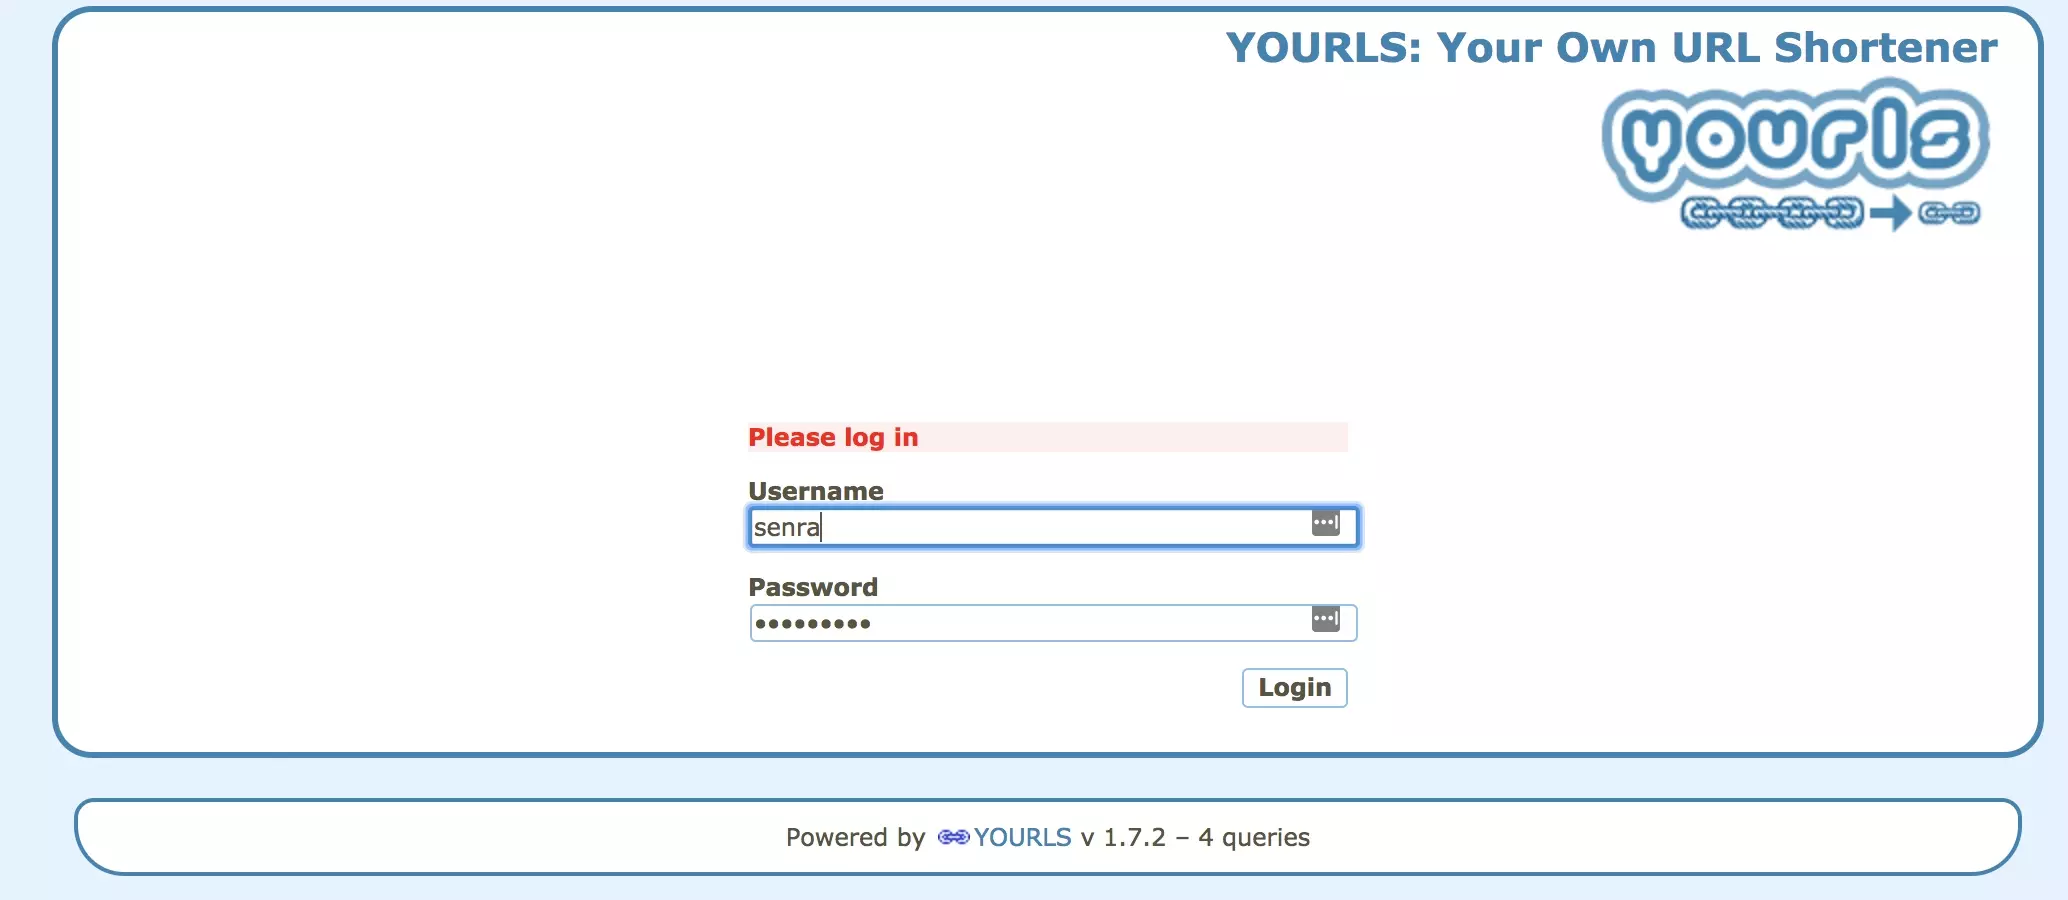 YOURLS: Your Own URL Shortener
yourls
Please log in
Username
senra
Password
•••••••••
Login
Powered by YOURLS v 1.7.2 – 4 queries